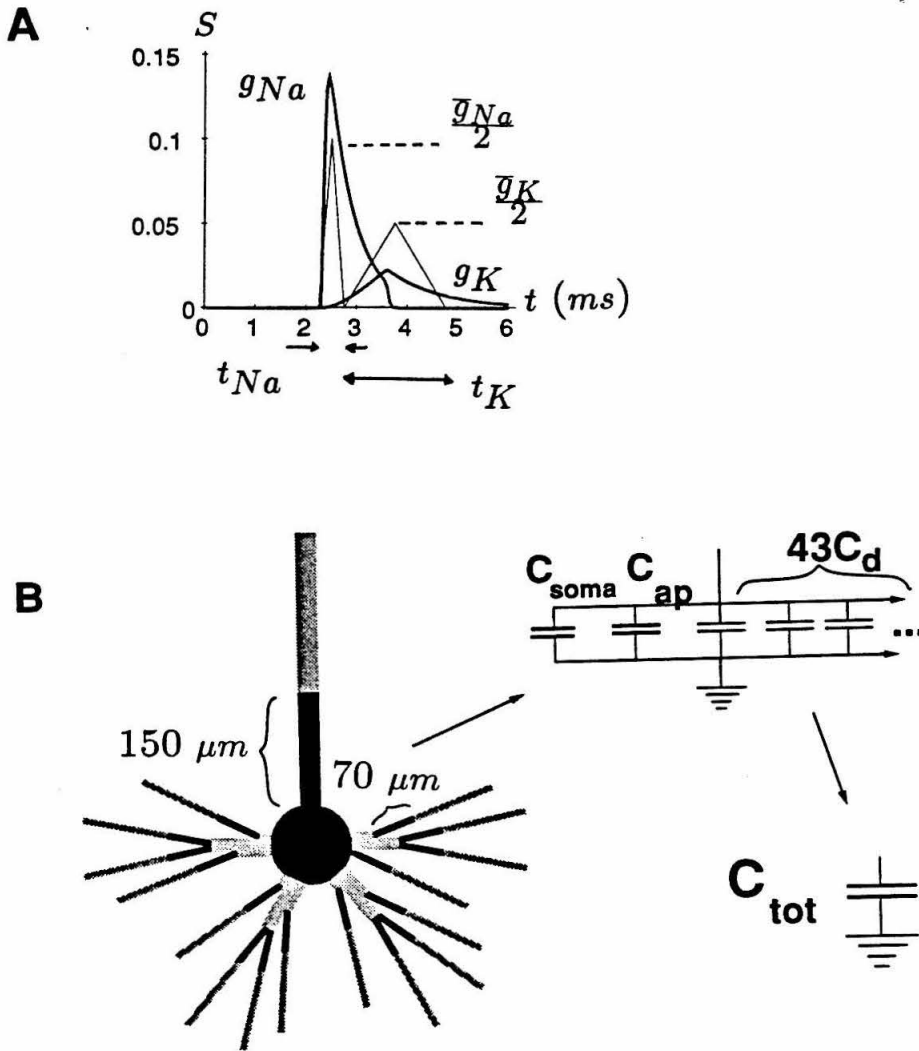 A
S
0.15
0.1
0.05
0
g_Na
g̅_Na
2
g̅_K
2
g_K
t (ms)
0 1 2 3 4 5 6
t_Na
t_K
B
150 μm
70 μm
C_soma C_ap
43C_d
...
C_tot